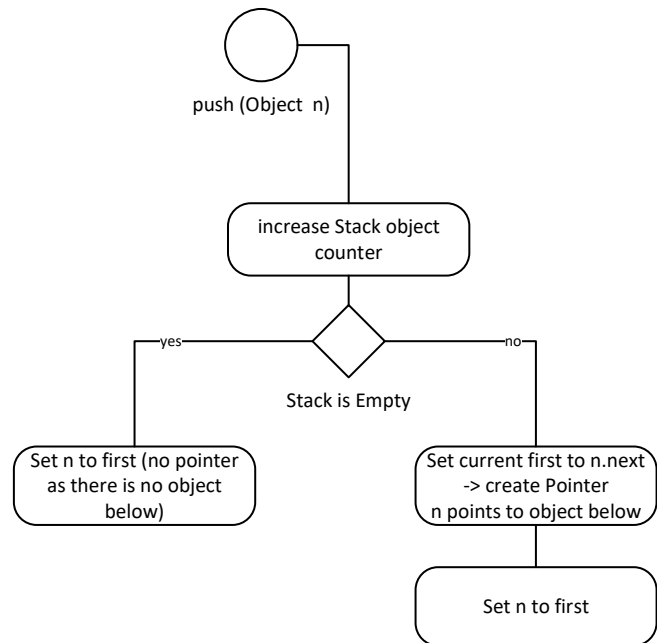 push (Object n)
increase Stack object
counter
yes
no
Stack is Empty
Set n to first (no pointer
as there is no object
below)
Set current first to n.next
-> create Pointer
n points to object below
Set n to first